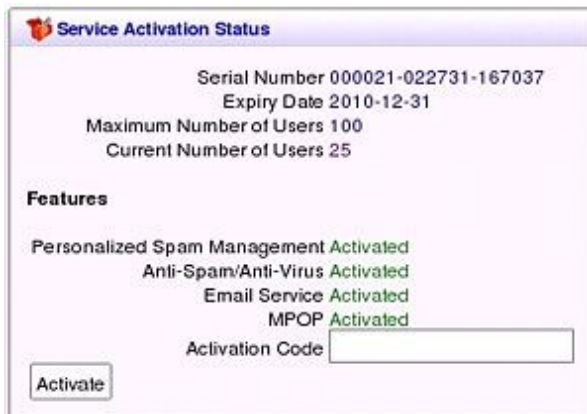 Service Activation Status
Serial Number 000021-022731-167037
Expiry Date 2010-12-31
Maximum Number of Users 100
Current Number of Users 25
Features
Personalized Spam Management Activated
Anti-Spam/Anti-Virus Activated
Email Service Activated
MPOP Activated
Activation Code
Activate